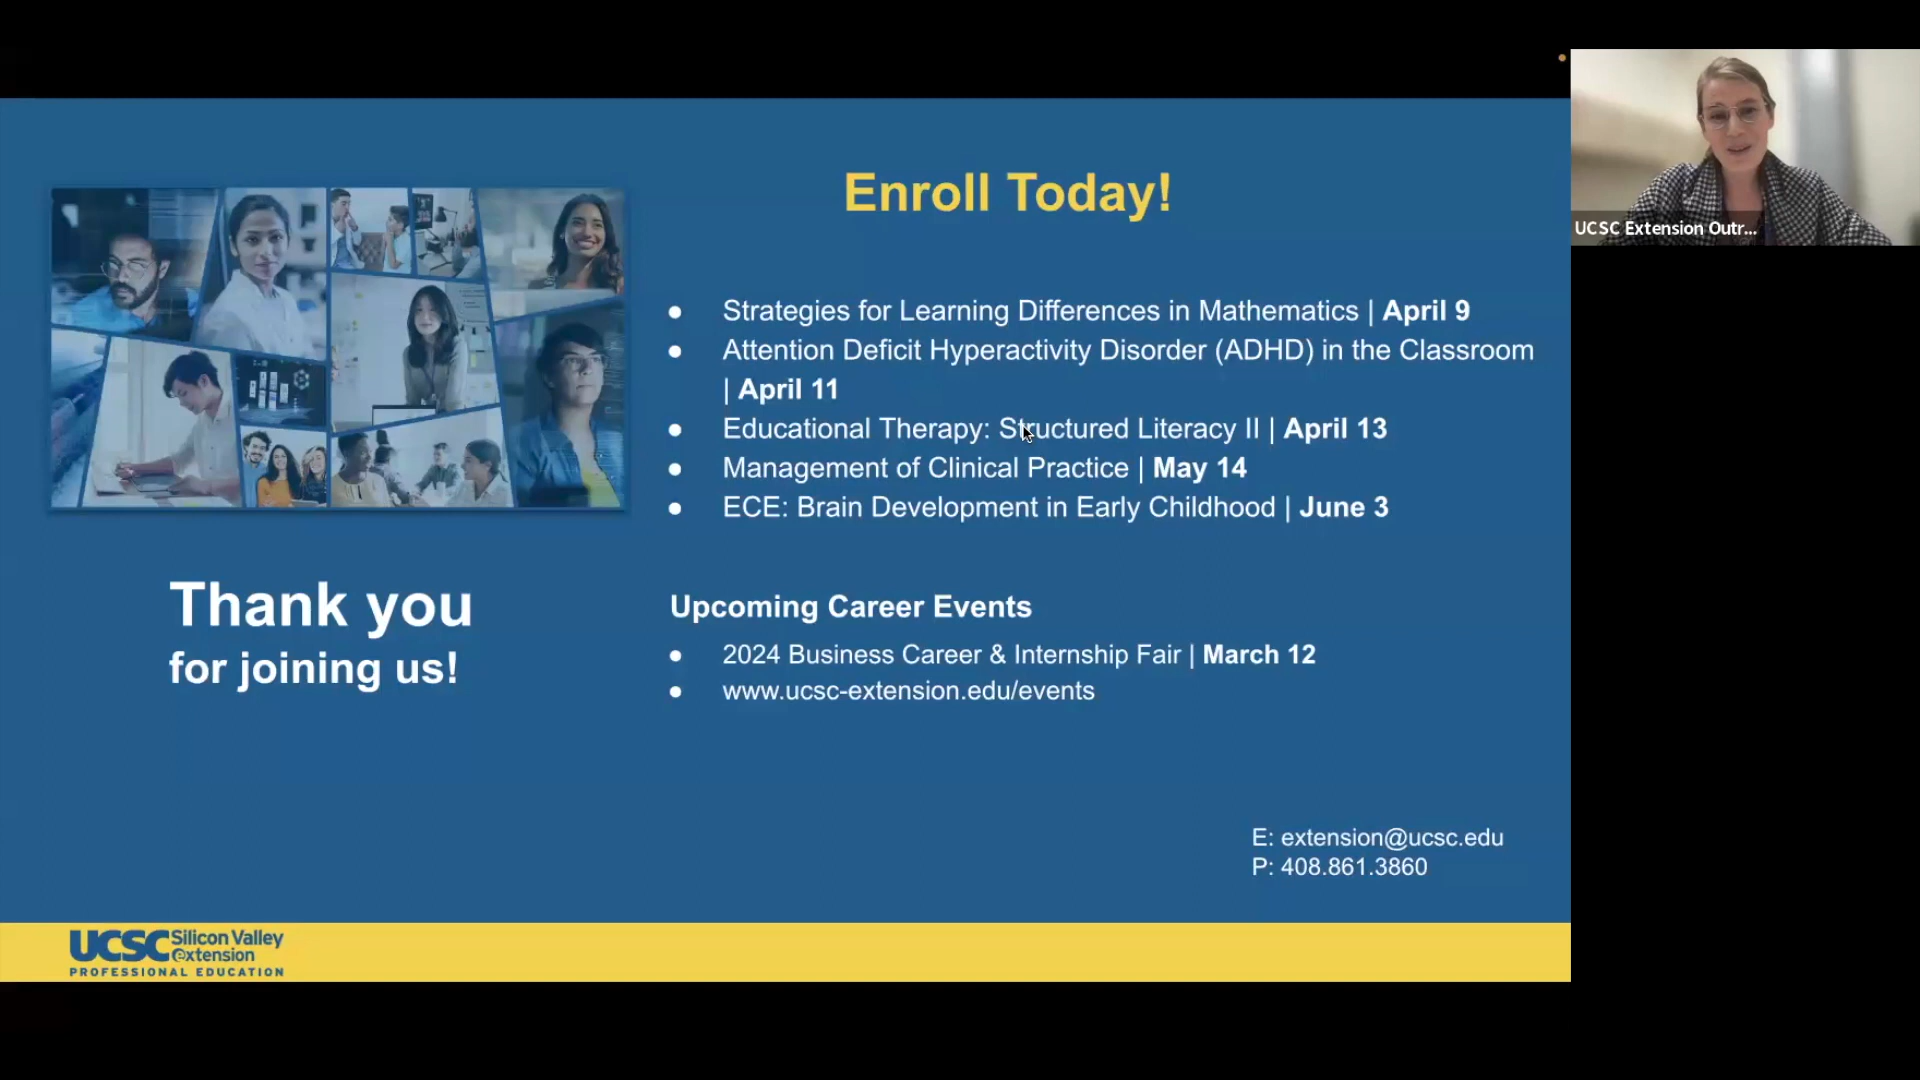 Enroll Today!
● Strategies for Learning Differences in Mathematics | April 9
● Attention Deficit Hyperactivity Disorder (ADHD) in the Classroom
| April 11
● Educational Therapy: Structured Literacy II | April 13
● Management of Clinical Practice | May 14
● ECE: Brain Development in Early Childhood | June 3
Thank you
for joining us!
Upcoming Career Events
● 2024 Business Career & Internship Fair | March 12
● www.ucsc-extension.edu/events
E: extension@ucsc.edu
P: 408.861.3860
UCSC Silicon Valley
extension
PROFESSIONAL EDUCATION
UCSC Extension Outr...